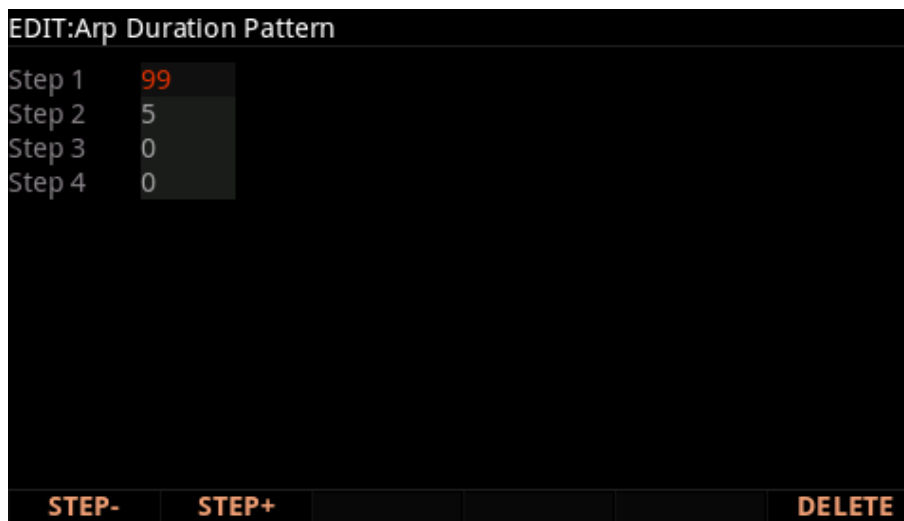 EDIT:Arp Duration Pattern
Step 1 99
Step 2 5
Step 3 0
Step 4 0
STEP- STEP+ DELETE